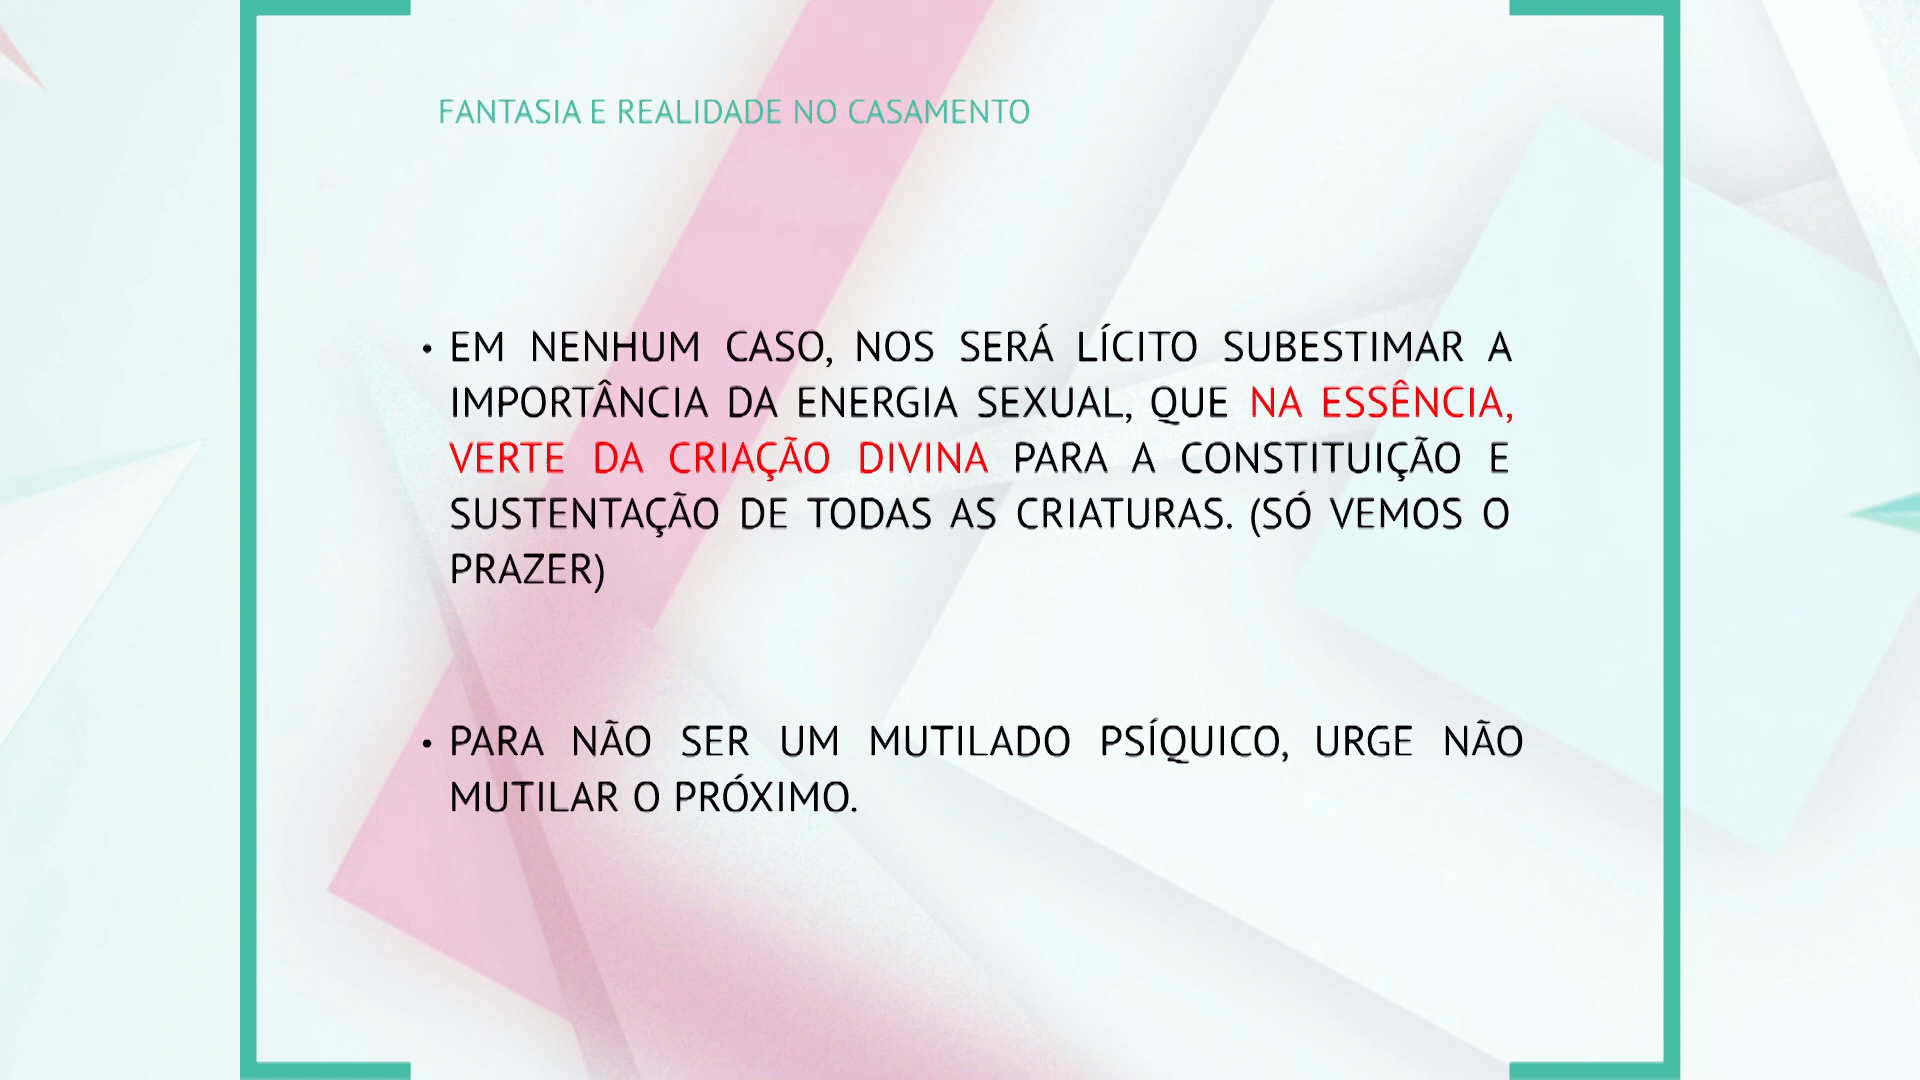 FANTASIA E REALIDADE NO CASAMENTO
• EM NENHUM CASO, NOS SERÁ LÍCITO SUBESTIMAR A
IMPORTÂNCIA DA ENERGIA SEXUAL, QUE NA ESSÊNCIA,
VERTE DA CRIAÇÃO DIVINA PARA A CONSTITUIÇÃO E
SUSTENTAÇÃO DE TODAS AS CRIATURAS. (SÓ VEMOS O
PRAZER)
• PARA NÃO SER UM MUTILADO PSÍQUICO, URGE NÃO
MUTILAR O PRÓXIMO.